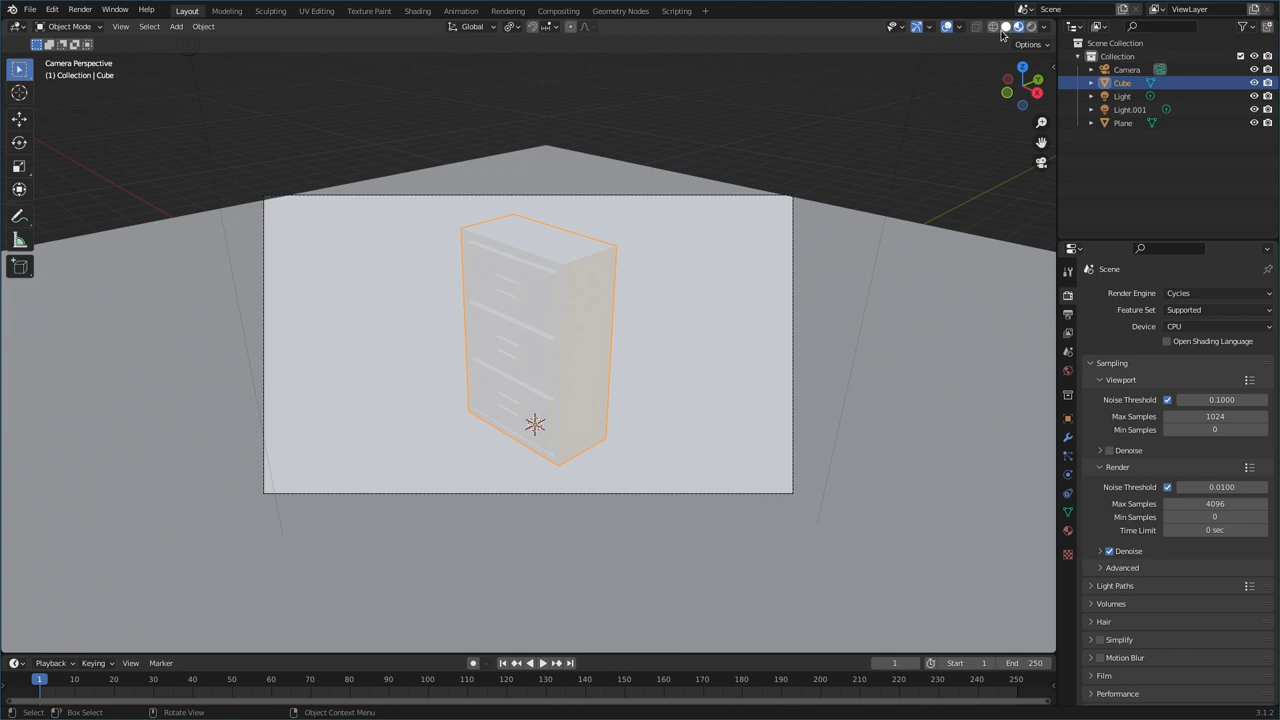 File Edit Render Window Help Layout Modeling Sculpting UV Editing Texture Paint Shading Animation Rendering Compositing Geometry Nodes Scripting + Scene ViewLayer
Object Mode View Select Add Object Global
Options
Camera Perspective
(1) Collection | Cube
Z
Y
X
Scene Collection
Collection
Camera
Cube
Light
Light.001
Plane
Scene
Render Engine Cycles
Feature Set Supported
Device CPU
Open Shading Language
Sampling
Viewport
Noise Threshold 0.1000
Max Samples 1024
Min Samples 0
Denoise
Render
Noise Threshold 0.0100
Max Samples 4096
Min Samples 0
Time Limit 0 sec
Denoise
Advanced
Light Paths
Volumes
Hair
Simplify
Motion Blur
Film
Performance
Playback Keying View Marker 1 Start 1 End 250
1 10 20 30 40 50 60 70 80 90 100 110 120 130 140 150 160 170 180 190 200 210 220 230 240 250
Select Box Select Rotate View Object Context Menu 3.1.2